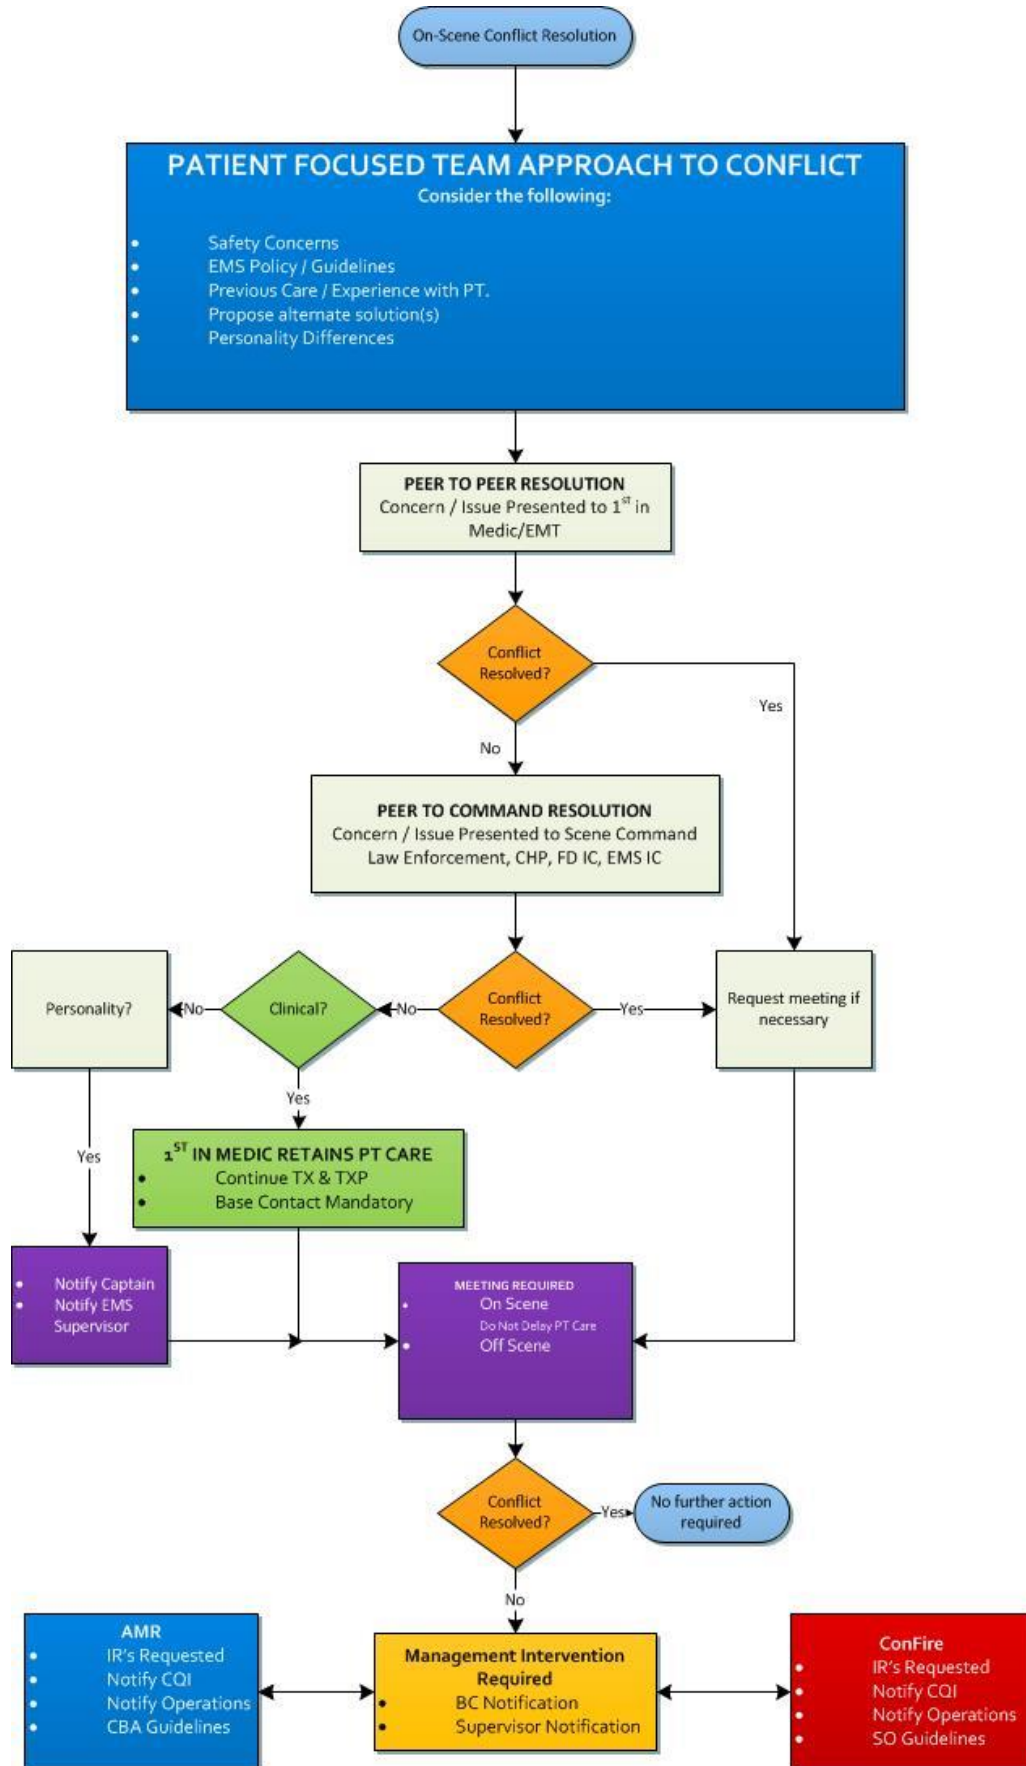 On-Scene Conflict Resolution
PATIENT FOCUSED TEAM APPROACH TO CONFLICT
Consider the following:
• Safety Concerns
• EMS Policy / Guidelines
• Previous Care / Experience with PT.
• Propose alternate solution(s)
• Personality Differences
PEER TO PEER RESOLUTION
Concern / Issue Presented to 1st in
Medic/EMT
Conflict
Resolved?
Yes
No
PEER TO COMMAND RESOLUTION
Concern / Issue Presented to Scene Command
Law Enforcement, CHP, FD IC, EMS IC
Personality?
No
Clinical?
No
Conflict
Resolved?
Yes
Request meeting if
necessary
Yes
Yes
1ST IN MEDIC RETAINS PT CARE
• Continue TX & TXP
• Base Contact Mandatory
• Notify Captain
• Notify EMS
Supervisor
MEETING REQUIRED
• On Scene
Do Not Delay PT Care
• Off Scene
Conflict
Resolved?
Yes
No further action
required
No
AMR
• IR's Requested
• Notify CQI
• Notify Operations
• CBA Guidelines
Management Intervention
Required
• BC Notification
• Supervisor Notification
ConFire
• IR's Requested
• Notify CQI
• Notify Operations
• SO Guidelines